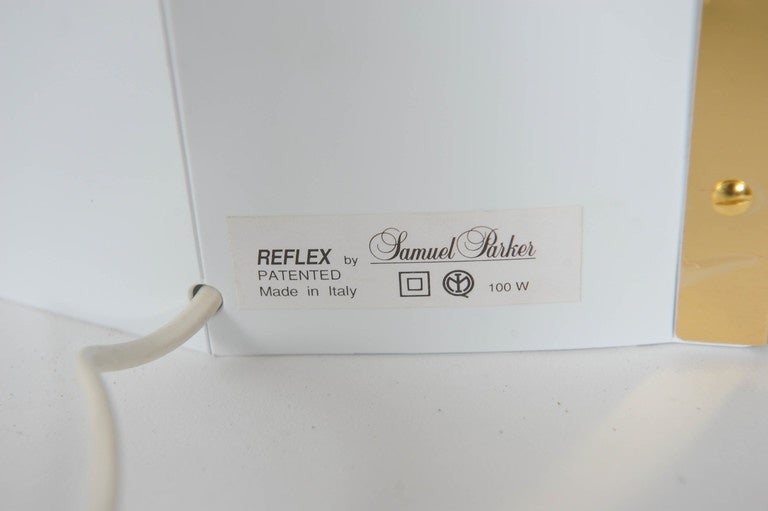 REFLEX by Samuel Parker
PATENTED
Made in Italy 100 W